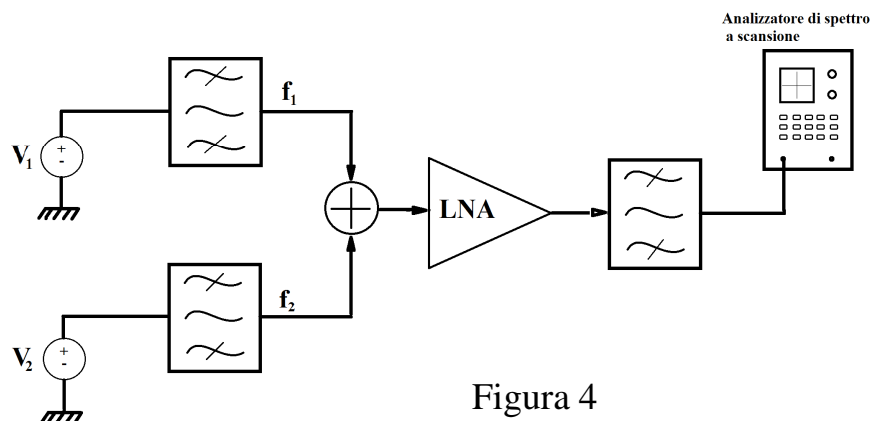 Analizzatore di spettro
a scansione
f1
V1
+
-
LNA
f2
V2
+
-
Figura 4